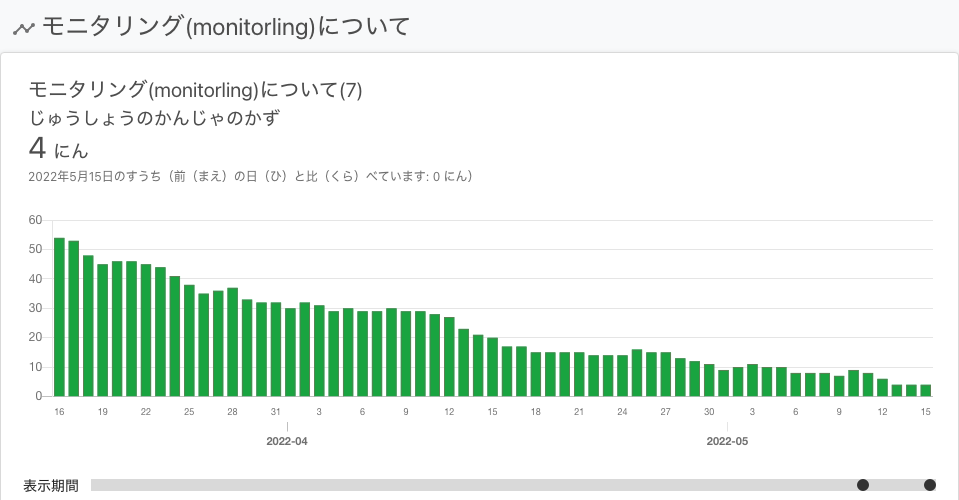 モニタリング(monitorling)について
モニタリング(monitorling)について(7)
じゅうしょうのかんじゃのかず
4 にん
2022年5月15日のすうち（前（まえ）の日（ひ）と比（くら）べています: 0 にん）
60
50
40
30
20
10
0
16 19 22 25 28 31 3 6 9 12 15 18 21 24 27 30 3 6 9 12 15
2022-04 2022-05
表示期間